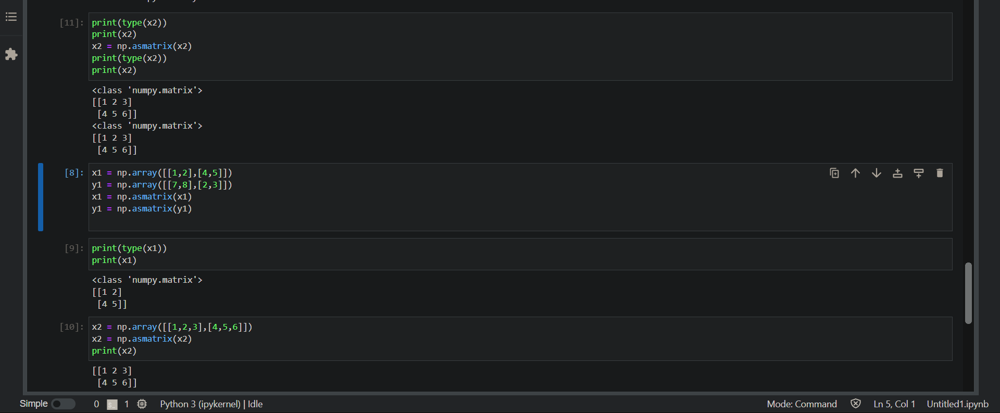 [11]:
print(type(x2))
print(x2)
x2 = np.asmatrix(x2)
print(type(x2))
print(x2)
<class 'numpy.matrix'>
[[1 2 3]
 [4 5 6]]
<class 'numpy.matrix'>
[[1 2 3]
 [4 5 6]]
[8]:
x1 = np.array([[1,2],[4,5]])
y1 = np.array([[7,8],[2,3]])
x1 = np.asmatrix(x1)
y1 = np.asmatrix(y1)
[9]:
print(type(x1))
print(x1)
<class 'numpy.matrix'>
[[1 2]
 [4 5]]
[10]:
x2 = np.array([[1,2,3],[4,5,6]])
x2 = np.asmatrix(x2)
print(x2)
[[1 2 3]
 [4 5 6]]
Simple 0 $_ 1 Python 3 (ipykernel) | Idle Mode: Command Ln 5, Col 1 Untitled1.ipynb